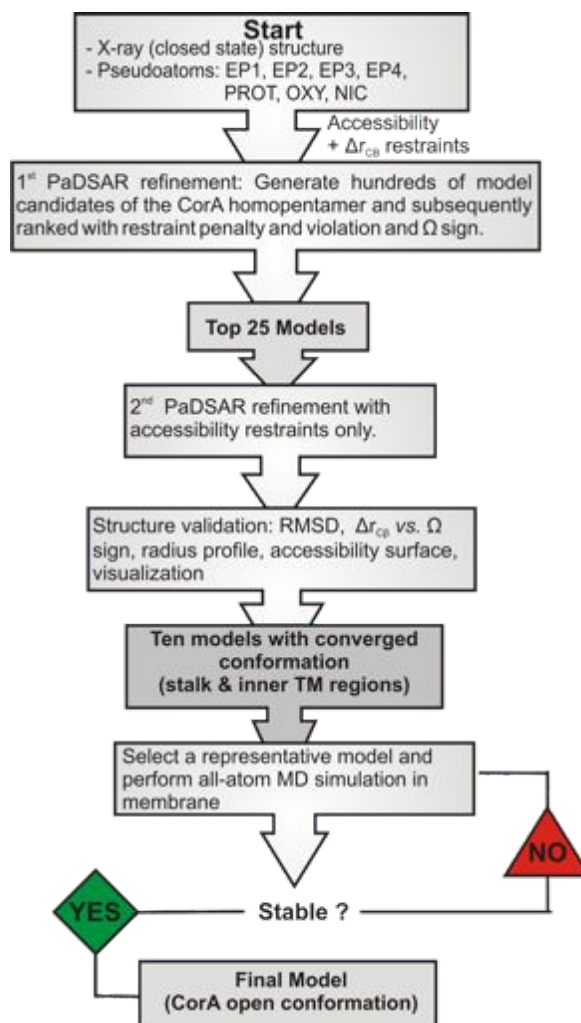 Start
- X-ray (closed state) structure
- Pseudoatoms: EP1, EP2, EP3, EP4,
PROT, OXY, NIC
Accessibility
+ Δr_CB restraints
1st PaDSAR refinement: Generate hundreds of model
candidates of the CorA homopentamer and subsequently
ranked with restraint penalty and violation and Ω sign.
Top 25 Models
2nd PaDSAR refinement with
accessibility restraints only.
Structure validation: RMSD, Δr_Cβ vs. Ω
sign, radius profile, accessibility surface,
visualization
Ten models with converged
conformation
(stalk & inner TM regions)
Select a representative model and
perform all-atom MD simulation in
membrane
NO
YES
Stable ?
Final Model
(CorA open conformation)